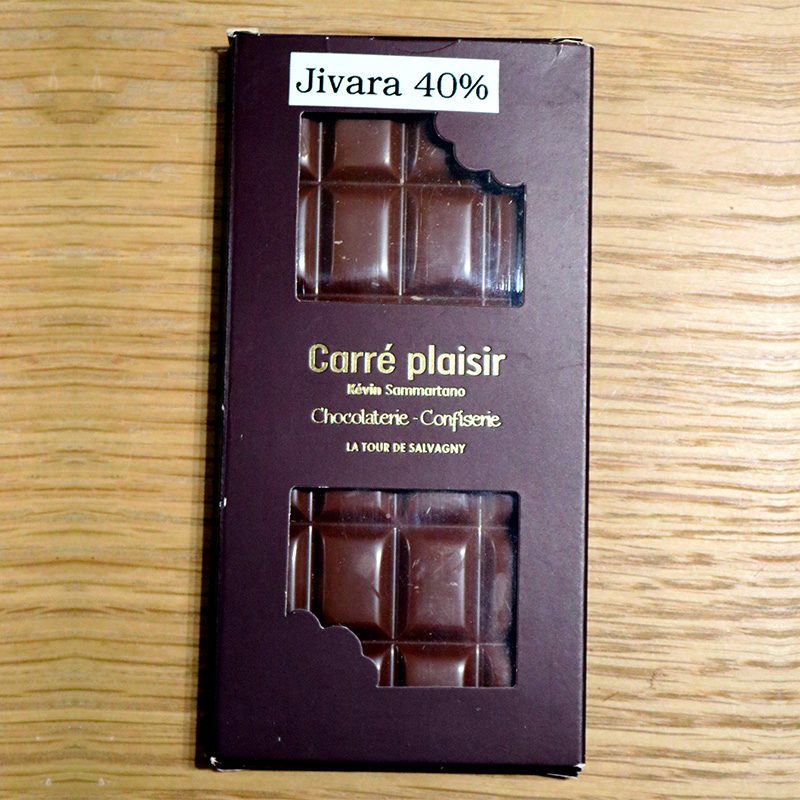 Jivara 40%
Carré plaisir
Kévin Sammartano
Chocolaterie - Confiserie
LA TOUR DE SALVAGNY